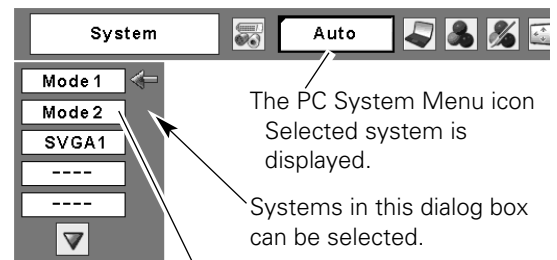 System
Auto
Mode 1
Mode 2
SVGA1
----
----
The PC System Menu icon
Selected system is
displayed.
Systems in this dialog box
can be selected.